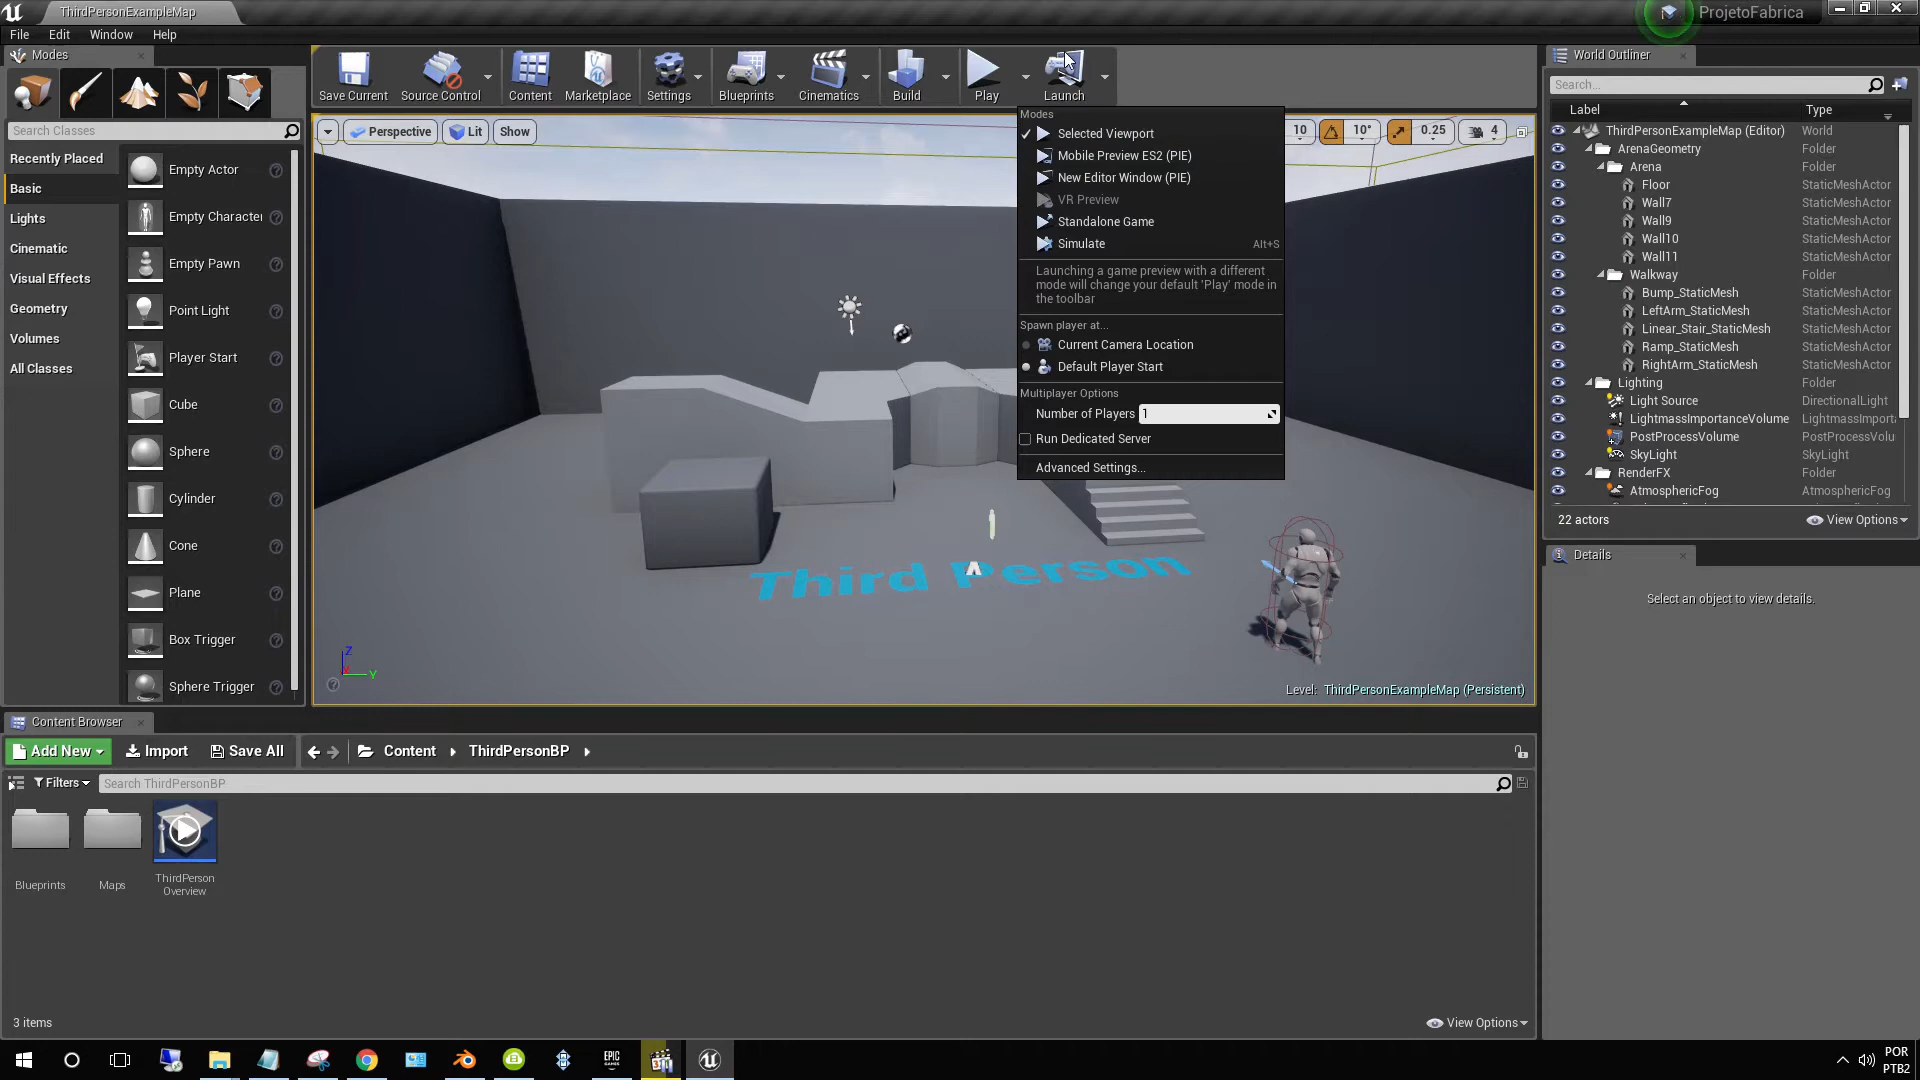 ThirdPersonExampleMap
ProjetoFabrica
File Edit Window Help
Modes
Save Current
Source Control
Content
Marketplace
Settings
Blueprints
Cinematics
Build
Play
Launch
World Outliner
Search Classes
Recently Placed
Basic
Lights
Cinematic
Visual Effects
Geometry
Volumes
All Classes
Empty Actor
Empty Character
Empty Pawn
Point Light
Player Start
Cube
Sphere
Cylinder
Cone
Plane
Box Trigger
Sphere Trigger
Perspective Lit Show
10 10° 0.25 4
Modes
Selected Viewport
Mobile Preview ES2 (PIE)
New Editor Window (PIE)
VR Preview
Standalone Game
Simulate Alt+S
Launching a game preview with a different
mode will change your default 'Play' mode in
the toolbar
Spawn player at...
Current Camera Location
Default Player Start
Multiplayer Options
Number of Players 1
Run Dedicated Server
Advanced Settings...
Third Person
Z
Y
Level: ThirdPersonExampleMap (Persistent)
Search...
Label Type
ThirdPersonExampleMap (Editor) World
ArenaGeometry Folder
Arena Folder
Floor StaticMeshActor
Wall7 StaticMeshActor
Wall9 StaticMeshActor
Wall10 StaticMeshActor
Wall11 StaticMeshActor
Walkway Folder
Bump_StaticMesh StaticMeshActor
LeftArm_StaticMesh StaticMeshActor
Linear_Stair_StaticMesh StaticMeshActor
Ramp_StaticMesh StaticMeshActor
RightArm_StaticMesh StaticMeshActor
Lighting Folder
Light Source DirectionalLight
LightmassImportanceVolume LightmassImport
PostProcessVolume PostProcessVolu
SkyLight SkyLight
RenderFX Folder
AtmosphericFog AtmosphericFog
22 actors View Options
Details
Select an object to view details.
Content Browser
Add New Import Save All Content ThirdPersonBP
Filters Search ThirdPersonBP
Blueprints
Maps
ThirdPerson
Overview
3 items View Options
EPIC
GAMES
POR
PTB2